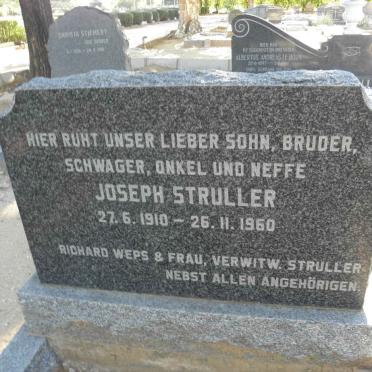 HIER RUHT UNSER LIEBER SOHN, BRUDER,
SCHWAGER, ONKEL UND NEFFE
JOSEPH STRULLER
27. 6. 1910 – 26. 11. 1960
RICHARD WEPS & FRAU, VERWITW. STRULLER
NEBST ALLEN ANGEHÖRIGEN.